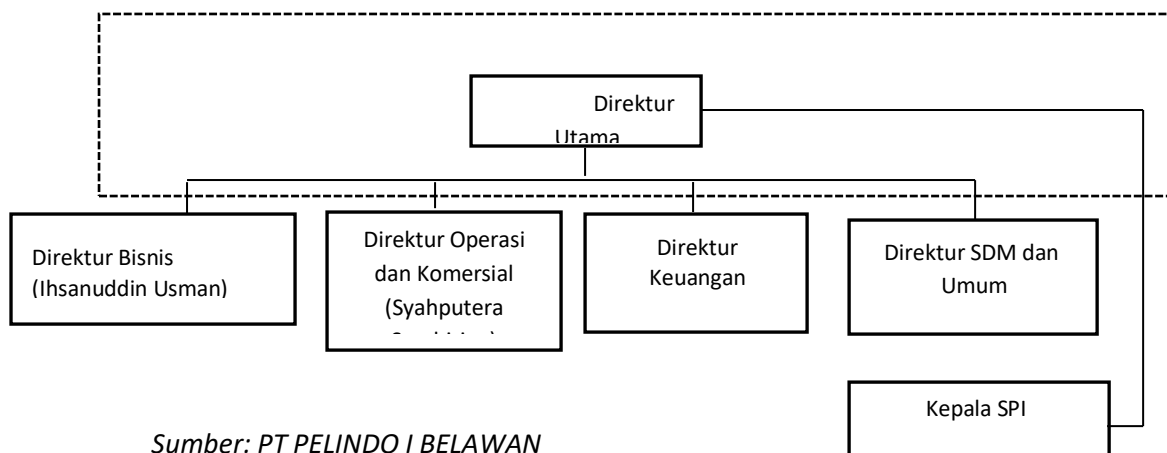 Direktur
Utama
Direktur Bisnis
(Ihsanuddin Usman)
Direktur Operasi
dan Komersial
(Syahputera
Direktur
Keuangan
Direktur SDM dan
Umum
Kepala SPI
Sumber: PT PELINDO I BELAWAN